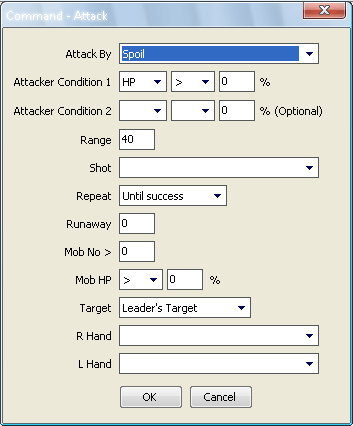 Command - Attack
Attack By Spoil
Attacker Condition 1 HP > 0 %
Attacker Condition 2 0 % (Optional)
Range 40
Shot
Repeat Until success
Runaway 0
Mob No > 0
Mob HP > 0 %
Target Leader's Target
R Hand
L Hand
OK Cancel